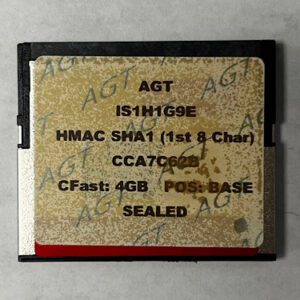 AGT
IS1H1G9E
HMAC SHA1 (1st 8 Char)
CCA7C62B
CFast: 4GB POS: BASE
SEALED